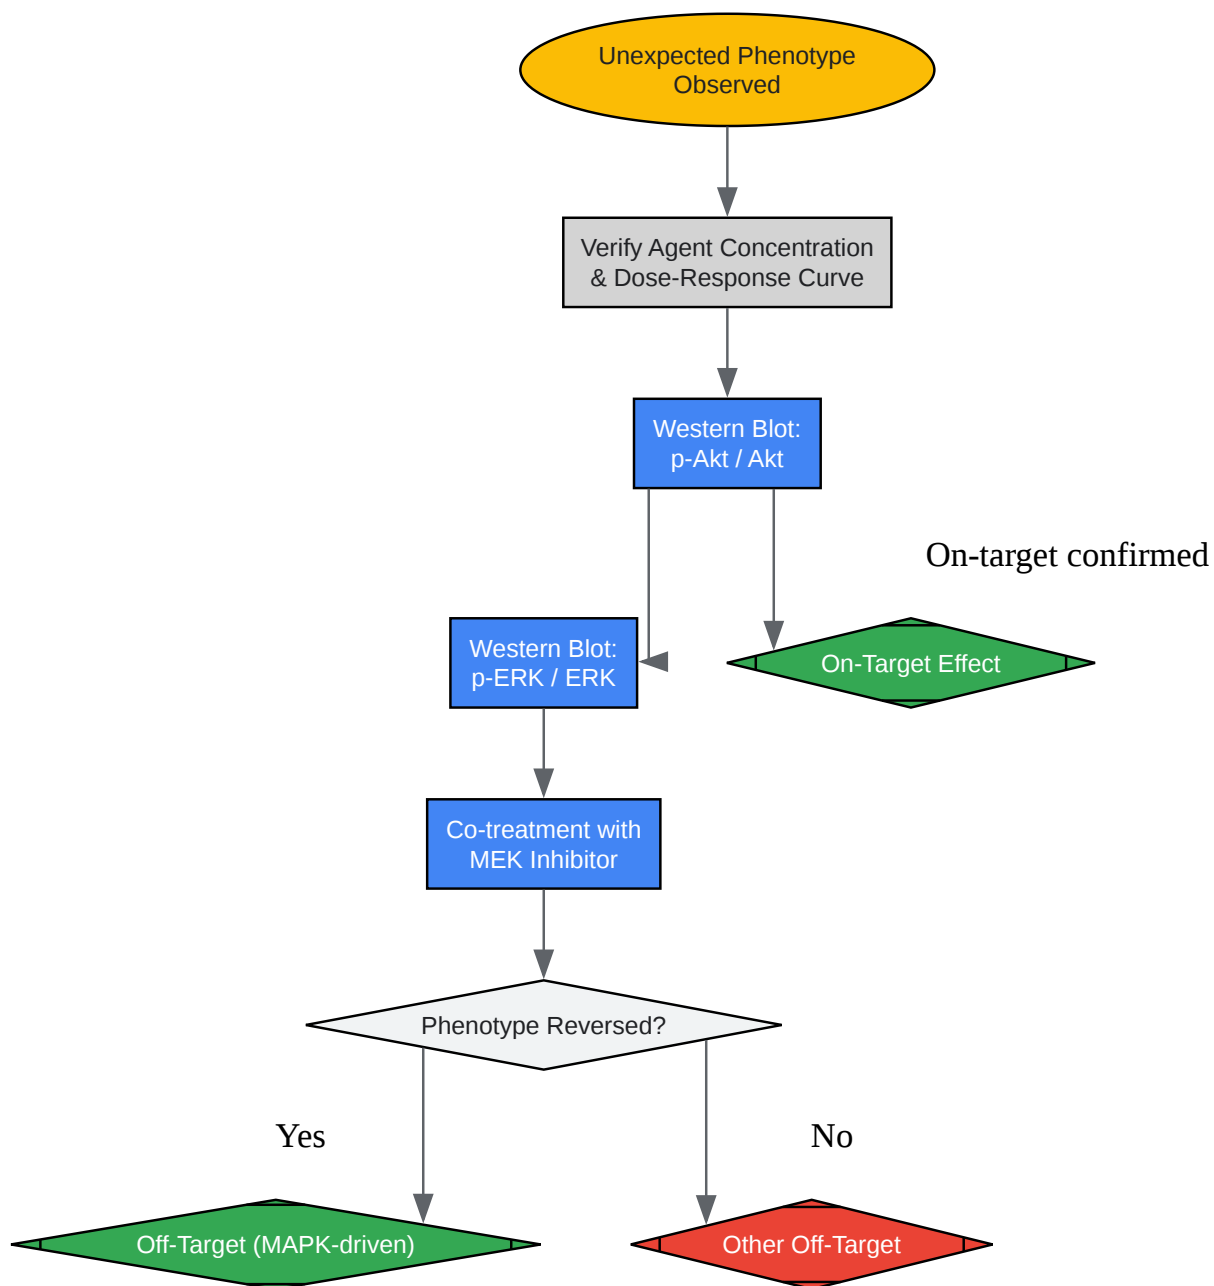 Unexpected Phenotype
Observed
Verify Agent Concentration
& Dose-Response Curve
Western Blot:
p-Akt / Akt
On-target confirmed
Western Blot:
p-ERK / ERK
On-Target Effect
Co-treatment with
MEK Inhibitor
Phenotype Reversed?
Yes
No
Off-Target (MAPK-driven)
Other Off-Target